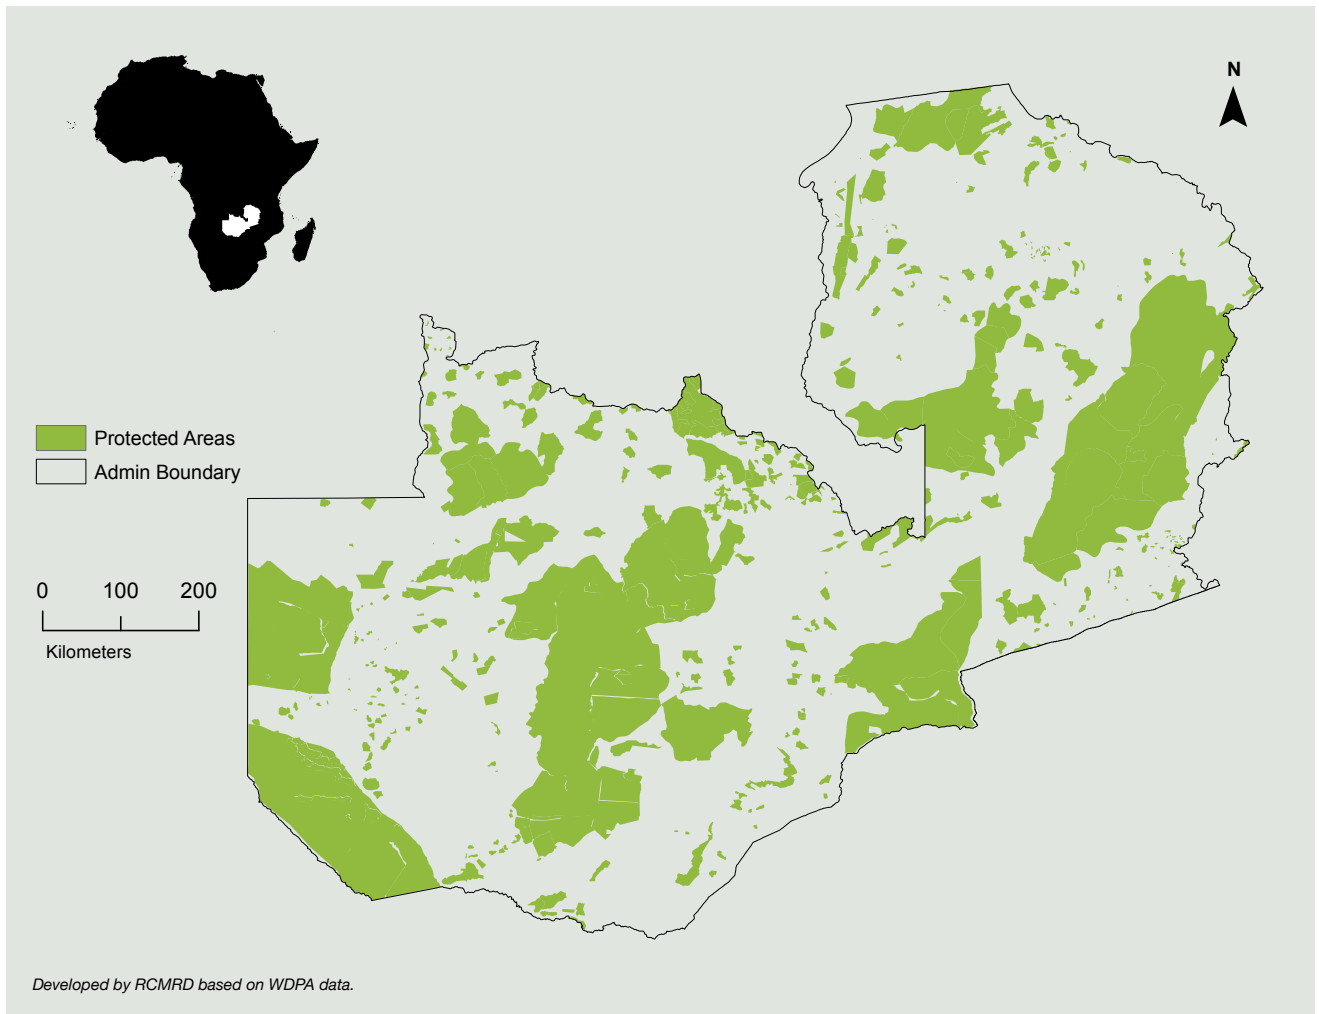 N
Protected Areas
Admin Boundary
0 100 200
Kilometers
Developed by RCMRD based on WDPA data.